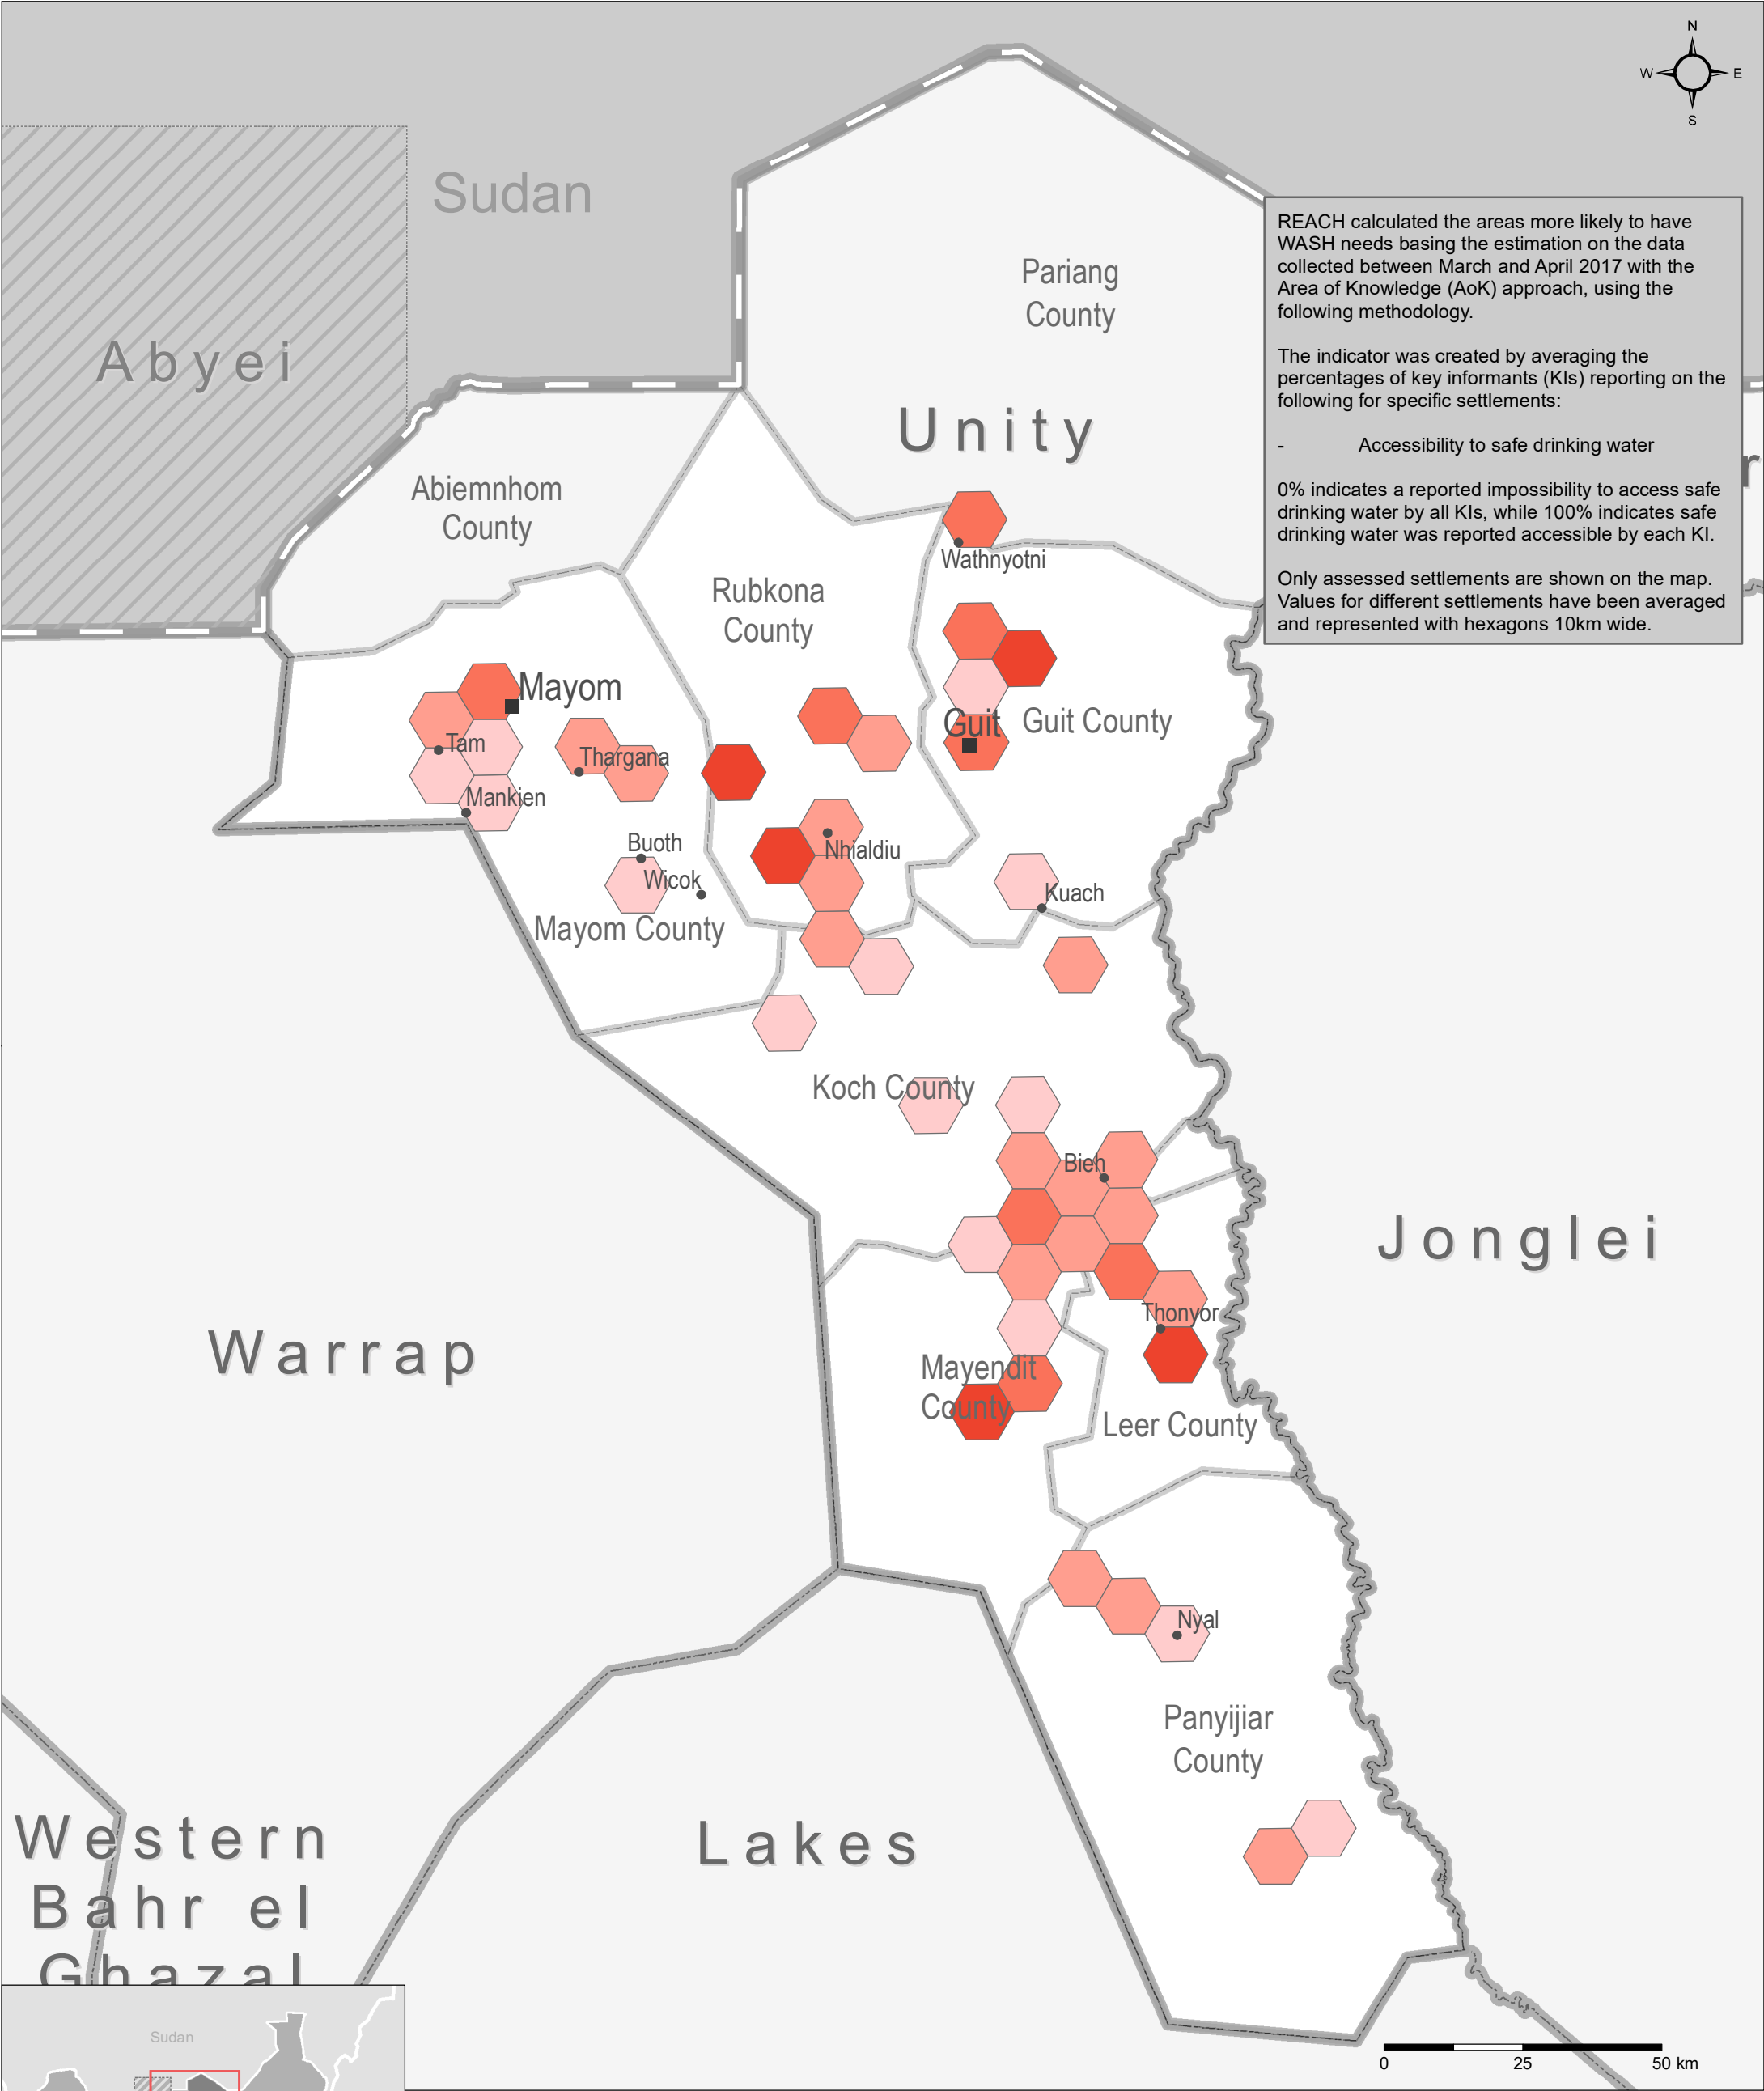 N
W
E
S
Sudan
REACH calculated the areas more likely to have
WASH needs basing the estimation on the data
collected between March and April 2017 with the
Area of Knowledge (AoK) approach, using the
following methodology.
The indicator was created by averaging the
percentages of key informants (KIs) reporting on the
following for specific settlements:
- Accessibility to safe drinking water
0% indicates a reported impossibility to access safe
drinking water by all KIs, while 100% indicates safe
drinking water was reported accessible by each KI.
Only assessed settlements are shown on the map.
Values for different settlements have been averaged
and represented with hexagons 10km wide.
Pariang
County
Abyei
Unity
r
Abiemnhom
County
Wathnyotni
Rubkona
County
Mayom
Guit
Guit County
Tam
Thargana
Mankien
Buoth
Nhialdiu
Wicok
Kuach
Mayom County
Koch County
Bieh
Jonglei
Thonyor
Warrap
Mayendit
County
Leer County
Nyal
Panyijiar
County
Western
Bahr el
Ghazal
Lakes
Sudan
0
25
50 km